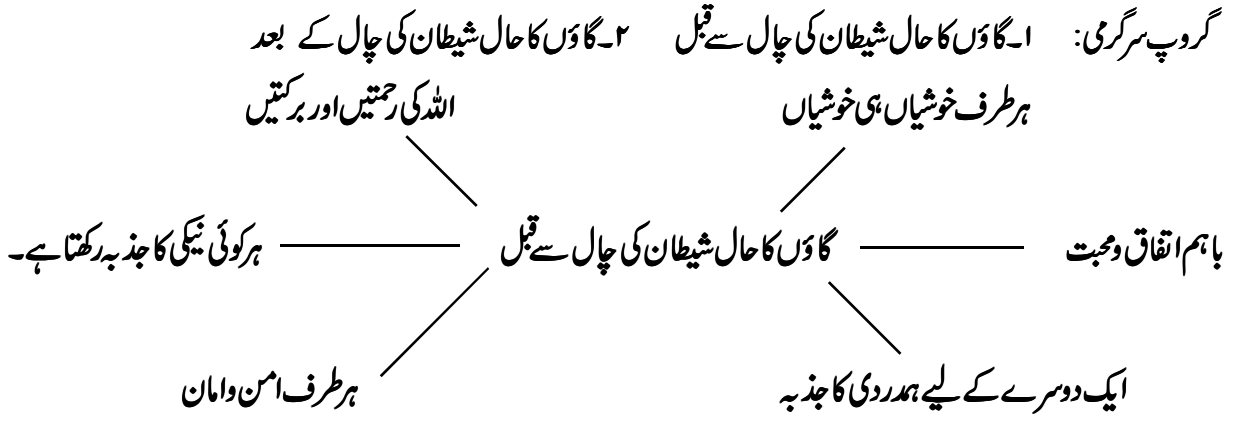 گروپ سرگرمی: ۱۔گاؤں کا حال شیطان کی چال سے قبل ۲۔گاؤں کا حال شیطان کی چال کے بعد
ہر طرف خوشیاں ہی خوشیاں
اللہ کی رحمتیں اور برکتیں
باہم اتفاق و محبت
گاؤں کا حال شیطان کی چال سے قبل
ہر کوئی نیکی کا جذبہ رکھتا ہے۔
ایک دوسرے کے لیے ہمدردی کا جذبہ
ہر طرف امن و امان